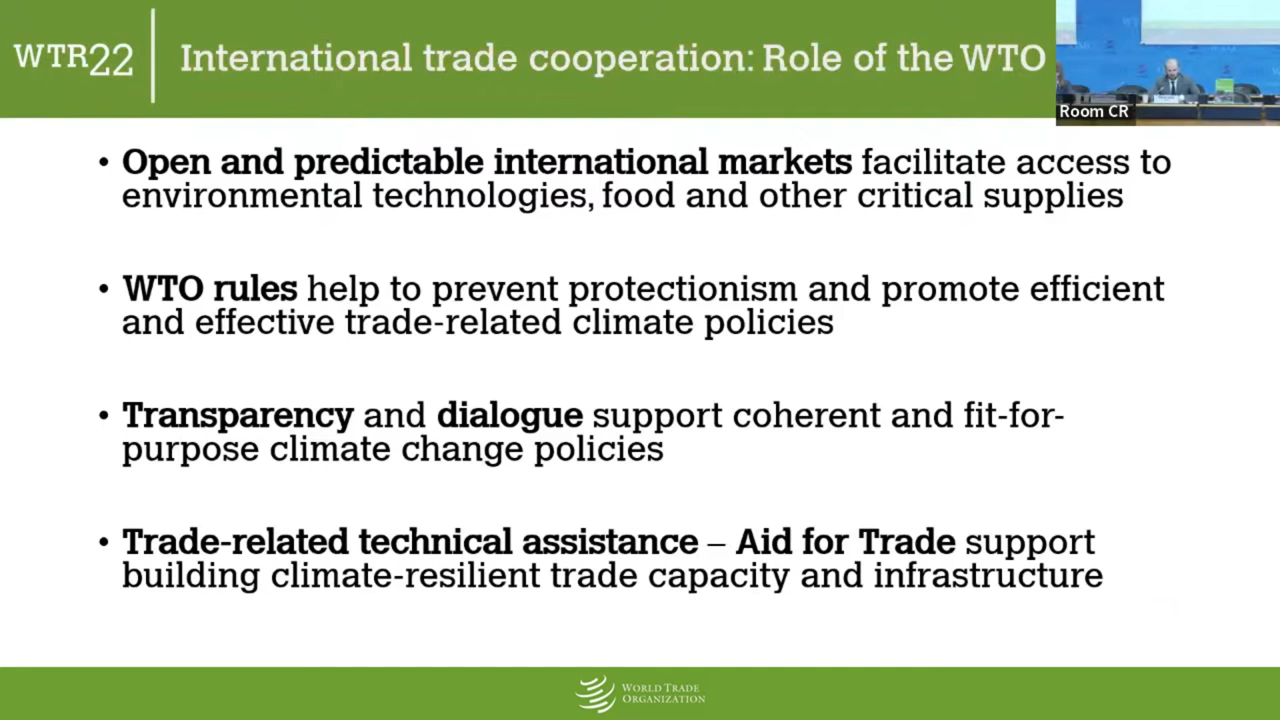 WTR22
International trade cooperation: Role of the WTO
Room CR
• Open and predictable international markets facilitate access to
environmental technologies, food and other critical supplies
• WTO rules help to prevent protectionism and promote efficient
and effective trade-related climate policies
• Transparency and dialogue support coherent and fit-for-
purpose climate change policies
• Trade-related technical assistance – Aid for Trade support
building climate-resilient trade capacity and infrastructure
WORLD TRADE
ORGANIZATION